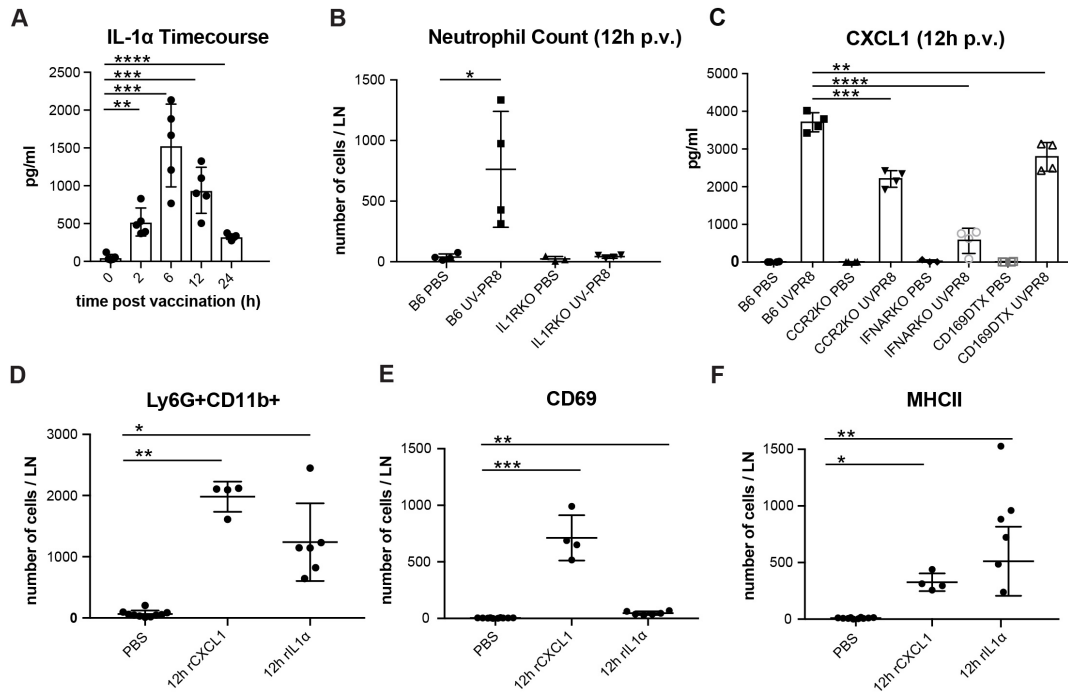 A
IL-1α Timecourse
****
***
***
**
2500
2000
1500
1000
500
0
pg/ml
0
2
6
12
24
time post vaccination (h)
B
Neutrophil Count (12h p.v.)
*
1500
1000
500
0
number of cells / LN
B6 PBS
B6 UV-PR8
IL1RKO PBS
IL1RKO UV-PR8
C
CXCL1 (12h p.v.)
**
****
***
5000
4000
3000
2000
1000
0
pg/ml
B6 PBS
B6 UVPR8
CCR2KO PBS
CCR2KO UVPR8
IFNARKO PBS
IFNARKO UVPR8
CD169DTX PBS
CD169DTX UVPR8
D
Ly6G+CD11b+
*
**
3000
2000
1000
0
number of cells / LN
PBS
12h rCXCL1
12h rIL1α
E
CD69
**
***
1500
1000
500
0
number of cells / LN
PBS
12h rCXCL1
12h rIL1α
F
MHCII
**
*
1500
1000
500
0
number of cells / LN
PBS
12h rCXCL1
12h rIL1α